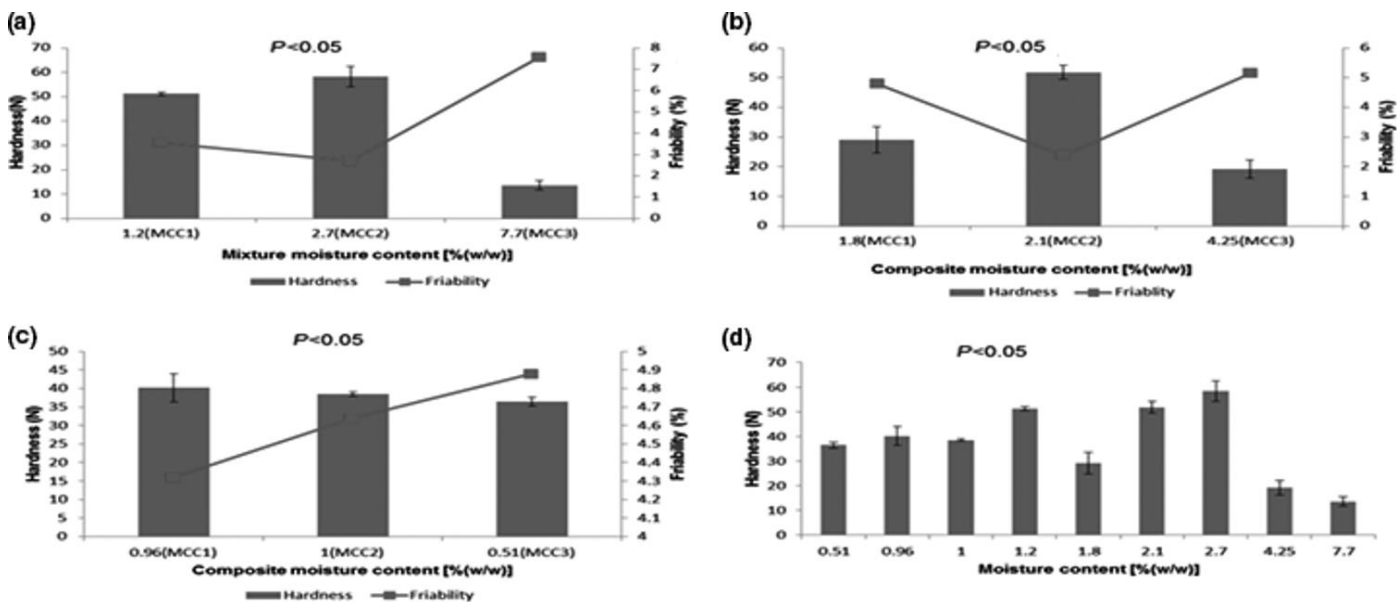 (a)
P<0.05
70
60
50
40
30
20
10
0
Hardness(N)
8
7
6
5
4
3
2
1
0
Friability (%)
1.2(MCC1) 2.7(MCC2) 7.7(MCC3)
Mixture moisture content [%(w/w)]
Hardness Friability
(b)
P<0.05
60
50
40
30
20
10
0
Hardness (N)
6
5
4
3
2
1
0
Friability (%)
1.8(MCC1) 2.1(MCC2) 4.25(MCC3)
Composite moisture content [%(w/w)]
Hardness Friablity
(c)
P<0.05
50
45
40
35
30
25
20
15
10
5
0
Hardness (N)
5
4.9
4.8
4.7
4.6
4.5
4.4
4.3
4.2
4.1
4
Friability (%)
0.96(MCC1) 1(MCC2) 0.51(MCC3)
Composite moisture content [%(w/w)]
Hardness Friability
(d)
P<0.05
70
60
50
40
30
20
10
0
Hardness (N)
0.51 0.96 1 1.2 1.8 2.1 2.7 4.25 7.7
Moisture content [%(w/w)]